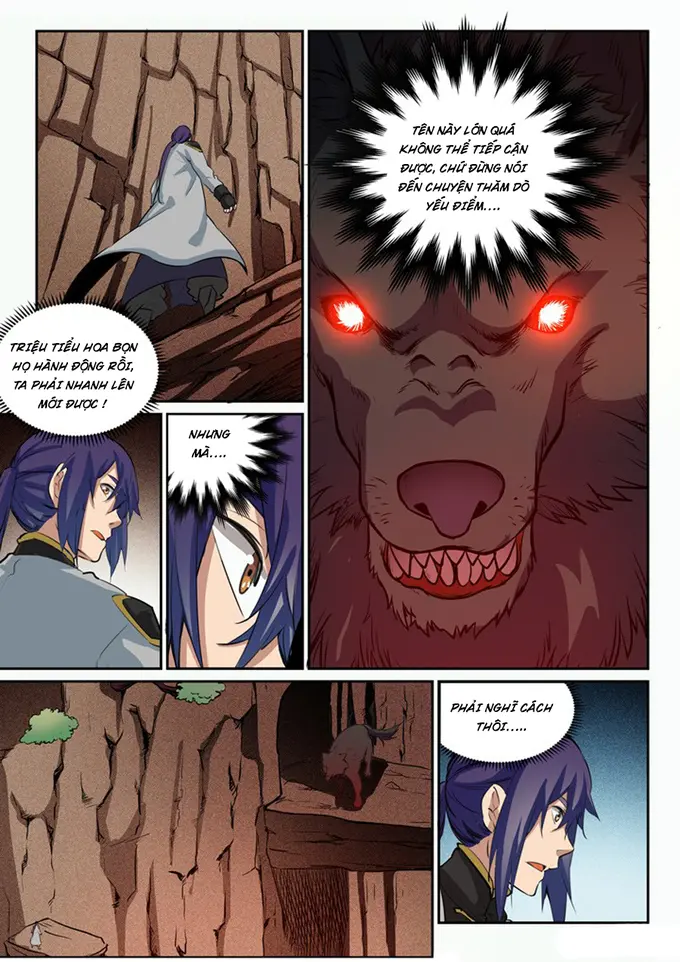 TRIỆU TIỂU HOA BỌN
HỌ HÀNH ĐỘNG RỒI,
TA PHẢI NHANH LÊN
MỚI ĐƯỢC !
NHƯNG
MÀ....
TÊN NÀY LỚN QUÁ
KHÔNG THỂ TIẾP CẬN
ĐƯỢC, CHỨ ĐỪNG NÓI
ĐẾN CHUYỆN THĂM DÒ
YẾU ĐIỂM....
PHẢI NGHĨ CÁCH
THÔI.....